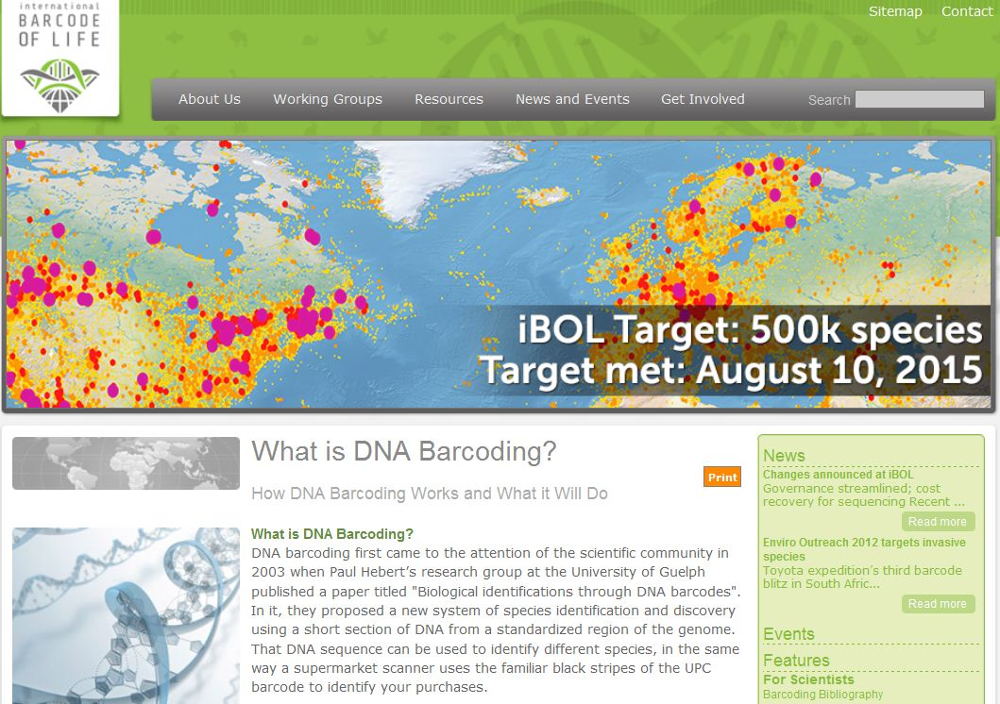 international
BARCODE
OF LIFE
Sitemap Contact
About Us Working Groups Resources News and Events Get Involved Search
iBOL Target: 500k species
Target met: August 10, 2015
What is DNA Barcoding?
Print
How DNA Barcoding Works and What it Will Do
What is DNA Barcoding?
DNA barcoding first came to the attention of the scientific community in
2003 when Paul Hebert’s research group at the University of Guelph
published a paper titled "Biological identifications through DNA barcodes".
In it, they proposed a new system of species identification and discovery
using a short section of DNA from a standardized region of the genome.
That DNA sequence can be used to identify different species, in the same
way a supermarket scanner uses the familiar black stripes of the UPC
barcode to identify your purchases.
News
Changes announced at iBOL
Governance streamlined; cost
recovery for sequencing Recent ...
Read more
Enviro Outreach 2012 targets invasive
species
Toyota expedition’s third barcode
blitz in South Afric...
Read more
Events
Features
For Scientists
Barcoding Bibliography